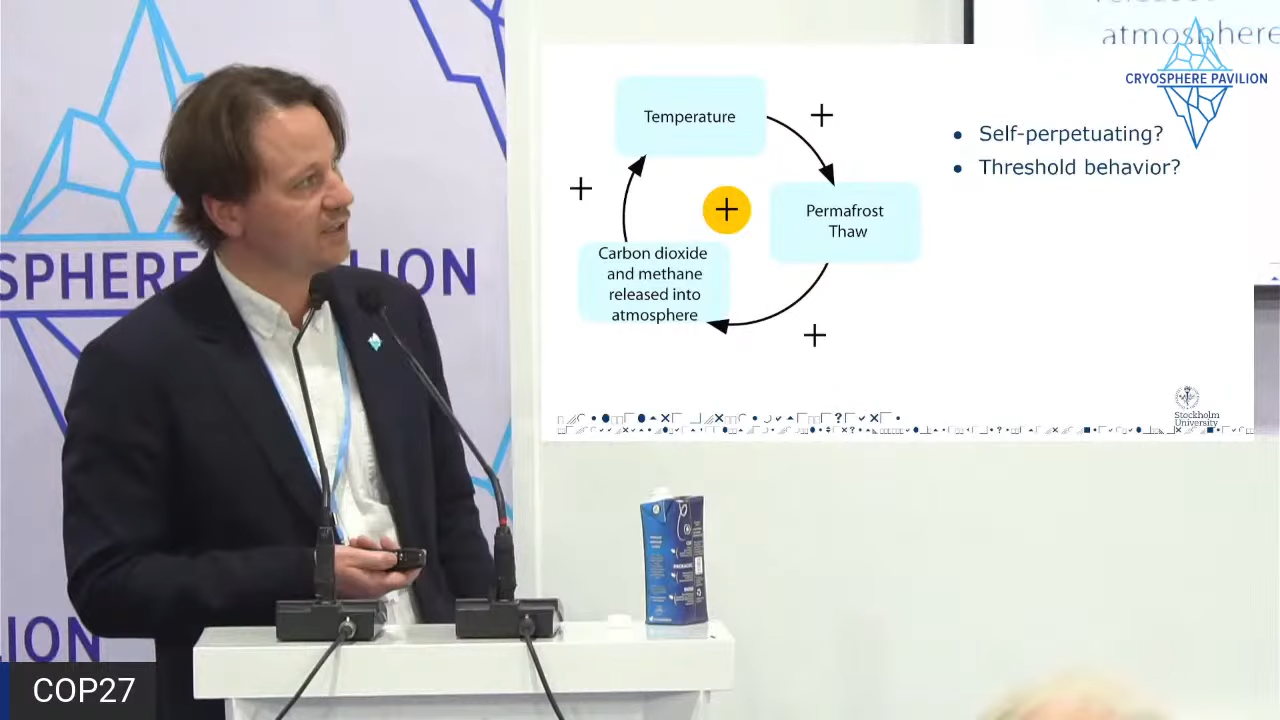 atmosphere
CRYOSPHERE PAVILION
Temperature
+
Self-perpetuating?
Threshold behavior?
+
+
Permafrost
Thaw
Carbon dioxide
and methane
released into
atmosphere
+
Stockholm
University
SPHERE PAVILION
ION
COP27